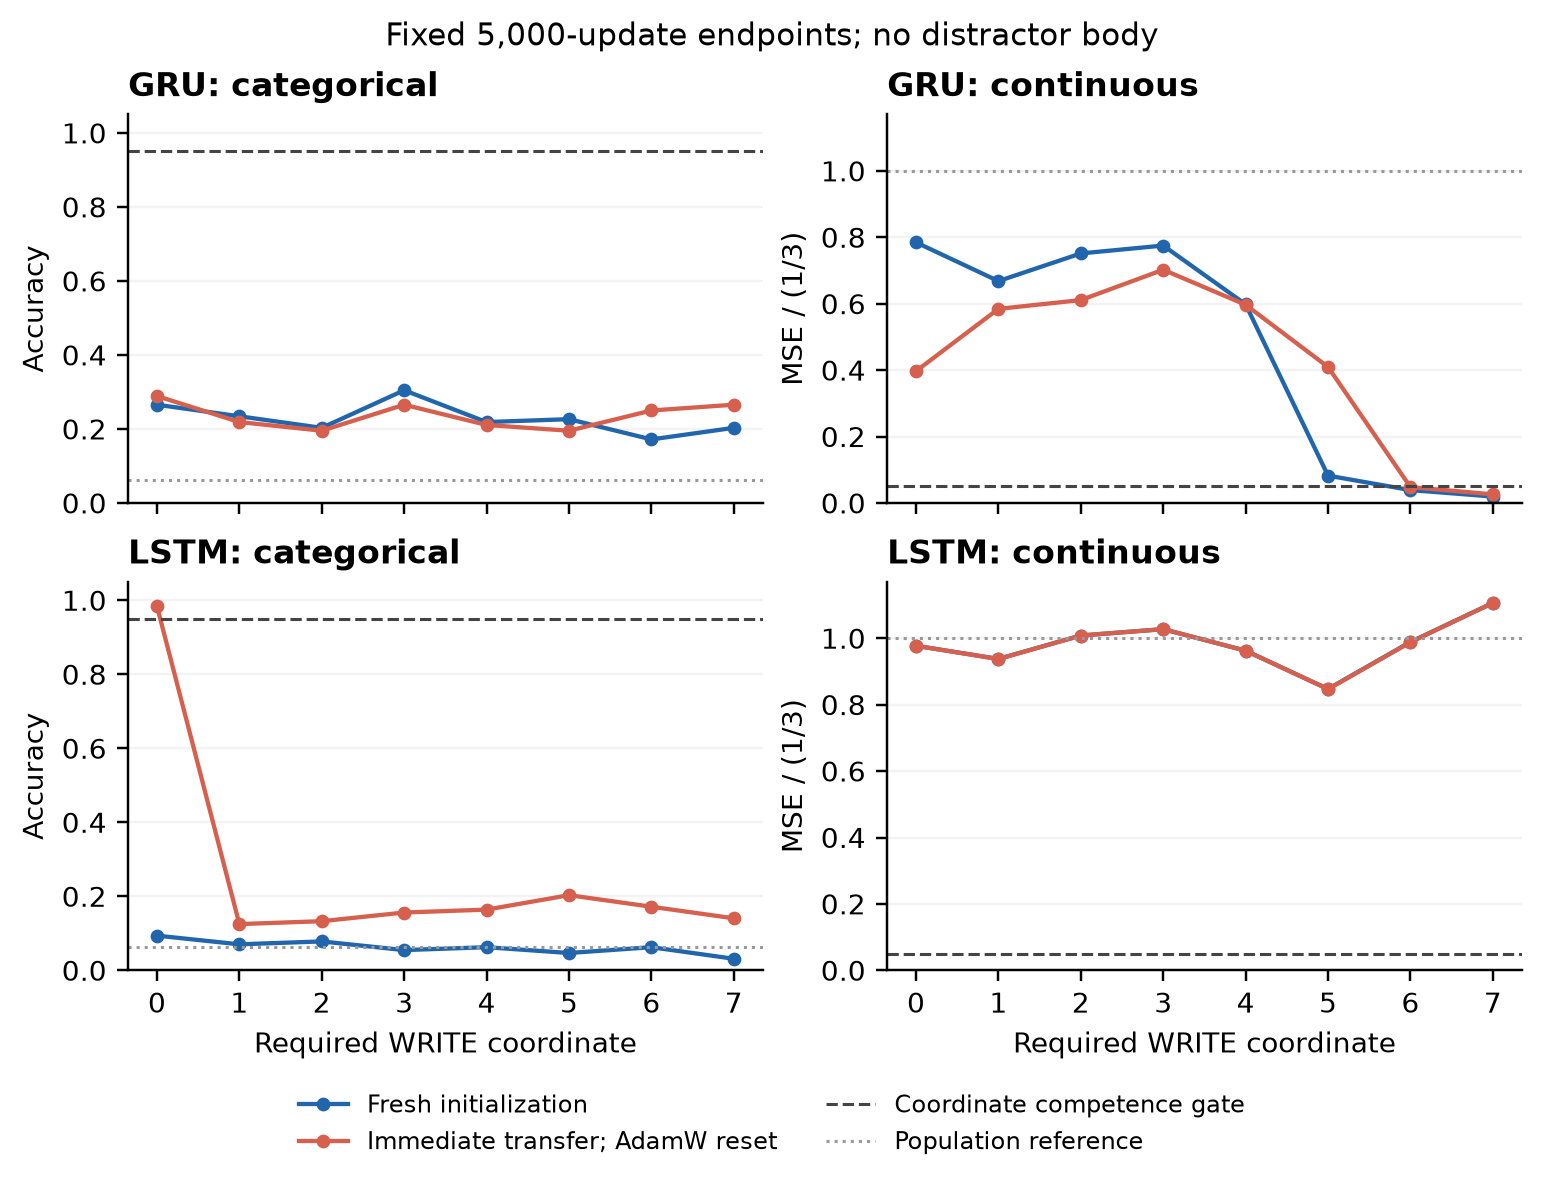 Fixed 5,000-update endpoints; no distractor body
GRU: categorical
1.0
0.8
0.6
0.4
0.2
0.0
Accuracy
GRU: continuous
1.0
0.8
0.6
0.4
0.2
0.0
MSE / (1/3)
LSTM: categorical
1.0
0.8
0.6
0.4
0.2
0.0
Accuracy
0 1 2 3 4 5 6 7
Required WRITE coordinate
LSTM: continuous
1.0
0.8
0.6
0.4
0.2
0.0
MSE / (1/3)
0 1 2 3 4 5 6 7
Required WRITE coordinate
Fresh initialization
Immediate transfer; AdamW reset
Coordinate competence gate
Population reference